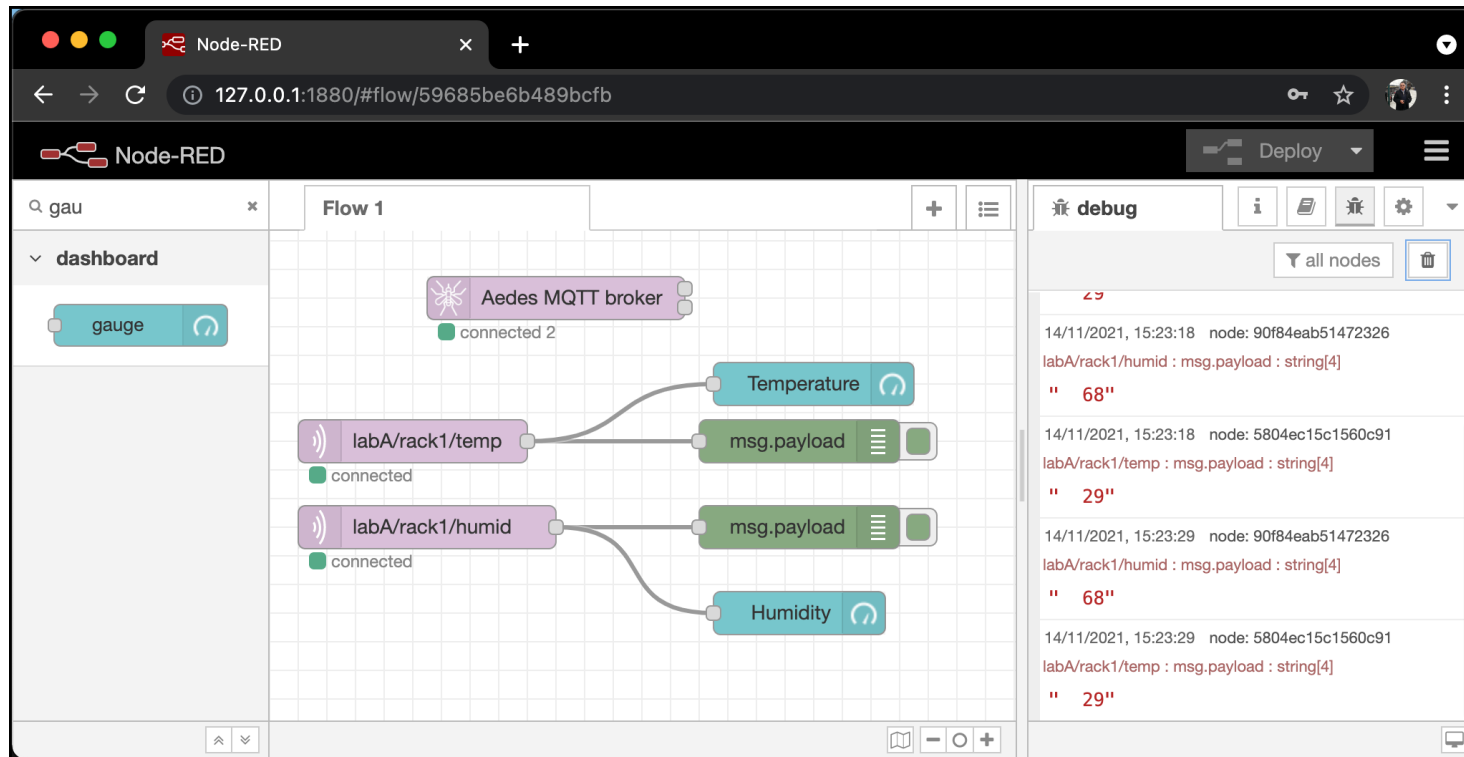 Node-RED
127.0.0.1:1880/#flow/59685be6b489bcfb
Node-RED
Deploy
gau
dashboard
gauge
Flow 1
Aedes MQTT broker
connected 2
Temperature
labA/rack1/temp
msg.payload
connected
labA/rack1/humid
msg.payload
connected
Humidity
debug
i
all nodes
29
14/11/2021, 15:23:18 node: 90f84eab51472326
labA/rack1/humid : msg.payload : string[4]
"  68"
14/11/2021, 15:23:18 node: 5804ec15c1560c91
labA/rack1/temp : msg.payload : string[4]
"  29"
14/11/2021, 15:23:29 node: 90f84eab51472326
labA/rack1/humid : msg.payload : string[4]
"  68"
14/11/2021, 15:23:29 node: 5804ec15c1560c91
labA/rack1/temp : msg.payload : string[4]
"  29"